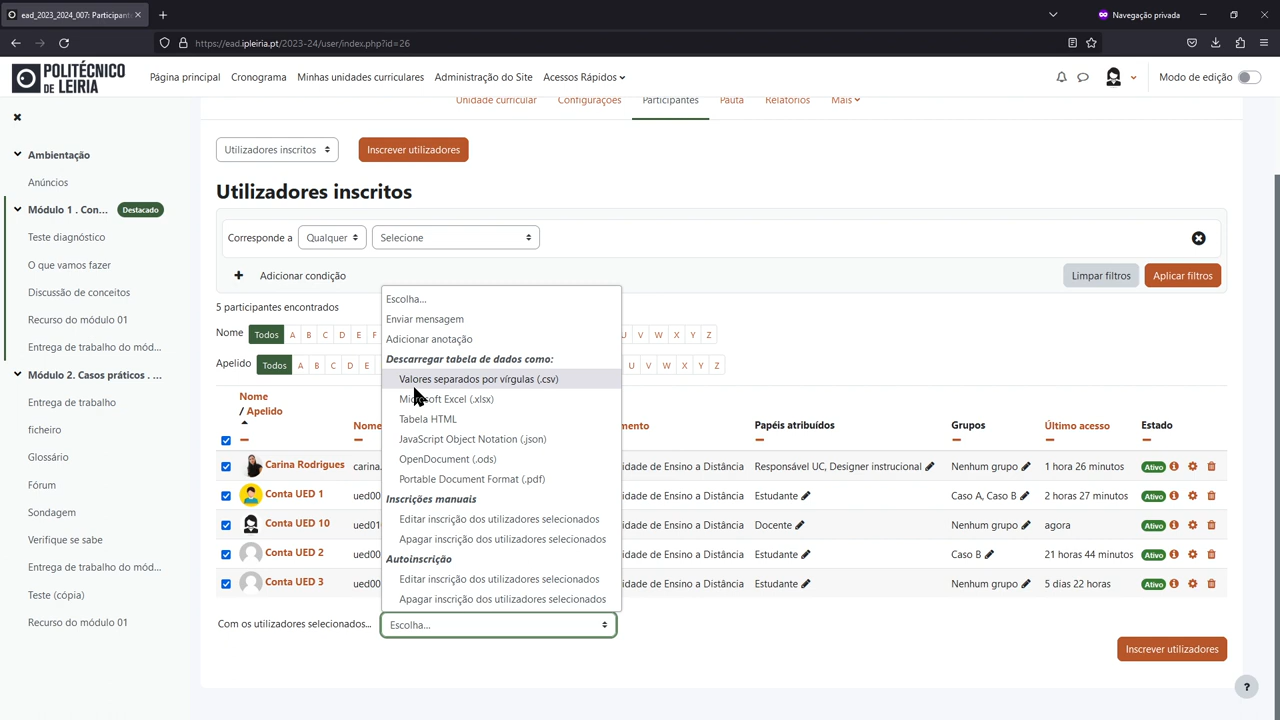 ead_2023_2024_007: Participant
Navegação privada
https://ead.ipleiria.pt/2023-24/user/index.php?id=26
POLITÉCNICO
DE LEIRIA
Página principal Cronograma Minhas unidades curriculares Administração do Site Acessos Rápidos
Modo de edição
Unidade curricular Configurações Participantes Pauta Relatórios Mais
Ambientação
Anúncios
Módulo 1 . Con... Destacado
Teste diagnóstico
O que vamos fazer
Discussão de conceitos
Recurso do módulo 01
Entrega de trabalho do mód...
Módulo 2. Casos práticos . ...
Entrega de trabalho
ficheiro
Glossário
Fórum
Sondagem
Verifique se sabe
Entrega de trabalho do mód...
Teste (cópia)
Recurso do módulo 01
Utilizadores inscritos Inscrever utilizadores
Utilizadores inscritos
Corresponde a Qualquer Selecione
+ Adicionar condição Limpar filtros Aplicar filtros
5 participantes encontrados
Nome Todos A B C D E F U V W X Y Z
Apelido Todos A B C D E U V W X Y Z
Escolha...
Enviar mensagem
Adicionar anotação
Descarregar tabela de dados como:
Valores separados por vírgulas (.csv)
Microsoft Excel (.xlsx)
Tabela HTML
JavaScript Object Notation (.json)
OpenDocument (.ods)
Portable Document Format (.pdf)
Inscrições manuais
Editar inscrição dos utilizadores selecionados
Apagar inscrição dos utilizadores selecionados
Autoinscrição
Editar inscrição dos utilizadores selecionados
Apagar inscrição dos utilizadores selecionados
Nome
/ Apelido Nome mento Papéis atribuídos Grupos Último acesso Estado
Carina Rodrigues carina. idade de Ensino a Distância Responsável UC, Designer instrucional Nenhum grupo 1 hora 26 minutos Ativo
Conta UED 1 ued00 idade de Ensino a Distância Estudante Caso A, Caso B 2 horas 27 minutos Ativo
Conta UED 10 ued01 idade de Ensino a Distância Docente Nenhum grupo agora Ativo
Conta UED 2 ued00 idade de Ensino a Distância Estudante Caso B 21 horas 44 minutos Ativo
Conta UED 3 ued00 idade de Ensino a Distância Estudante Nenhum grupo 5 dias 22 horas Ativo
Com os utilizadores selecionados... Escolha...
Inscrever utilizadores
?